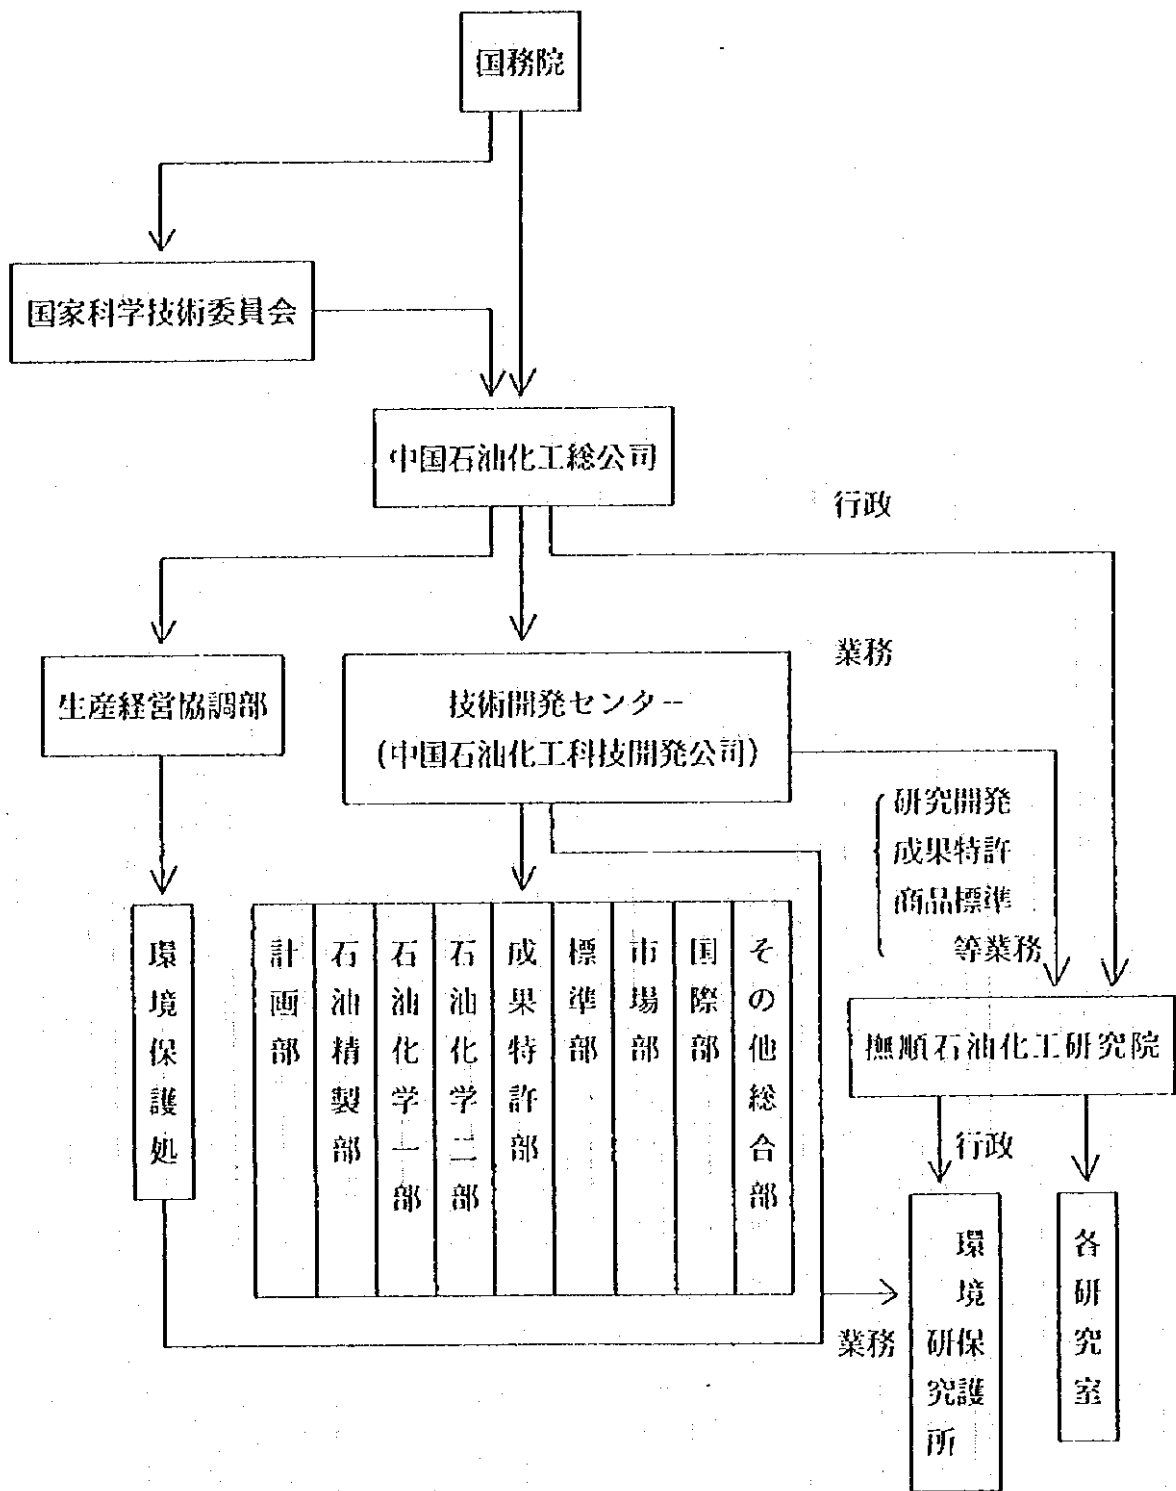 国務院
国家科学技術委員会
中国石油化工総公司
行政
業務
生産経営協調部
技術開発センター
(中国石油化工科技開発公司)
研究開発
成果特許
商品標準
等業務
環境保護処
計画部
石油精製部
石油化学一部
石油化学二部
成果特許部
標準部
市場部
国際部
その他総合部
撫順石油化工研究院
行政
業務
環境保護
研究所
各研究室